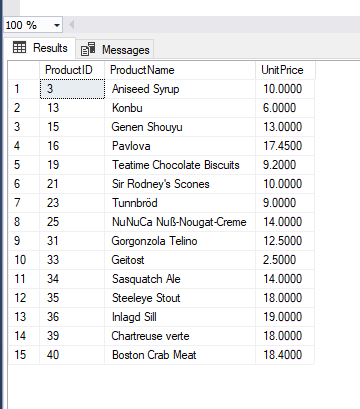 100 %
Results Messages
ProductID ProductName UnitPrice
1 3 Aniseed Syrup 10.0000
2 13 Konbu 6.0000
3 15 Genen Shouyu 13.0000
4 16 Pavlova 17.4500
5 19 Teatime Chocolate Biscuits 9.2000
6 21 Sir Rodney's Scones 10.0000
7 23 Tunnbröd 9.0000
8 25 NuNuCa Nuß-Nougat-Creme 14.0000
9 31 Gorgonzola Telino 12.5000
10 33 Geitost 2.5000
11 34 Sasquatch Ale 14.0000
12 35 Steeleye Stout 18.0000
13 36 Inlagd Sill 19.0000
14 39 Chartreuse verte 18.0000
15 40 Boston Crab Meat 18.4000